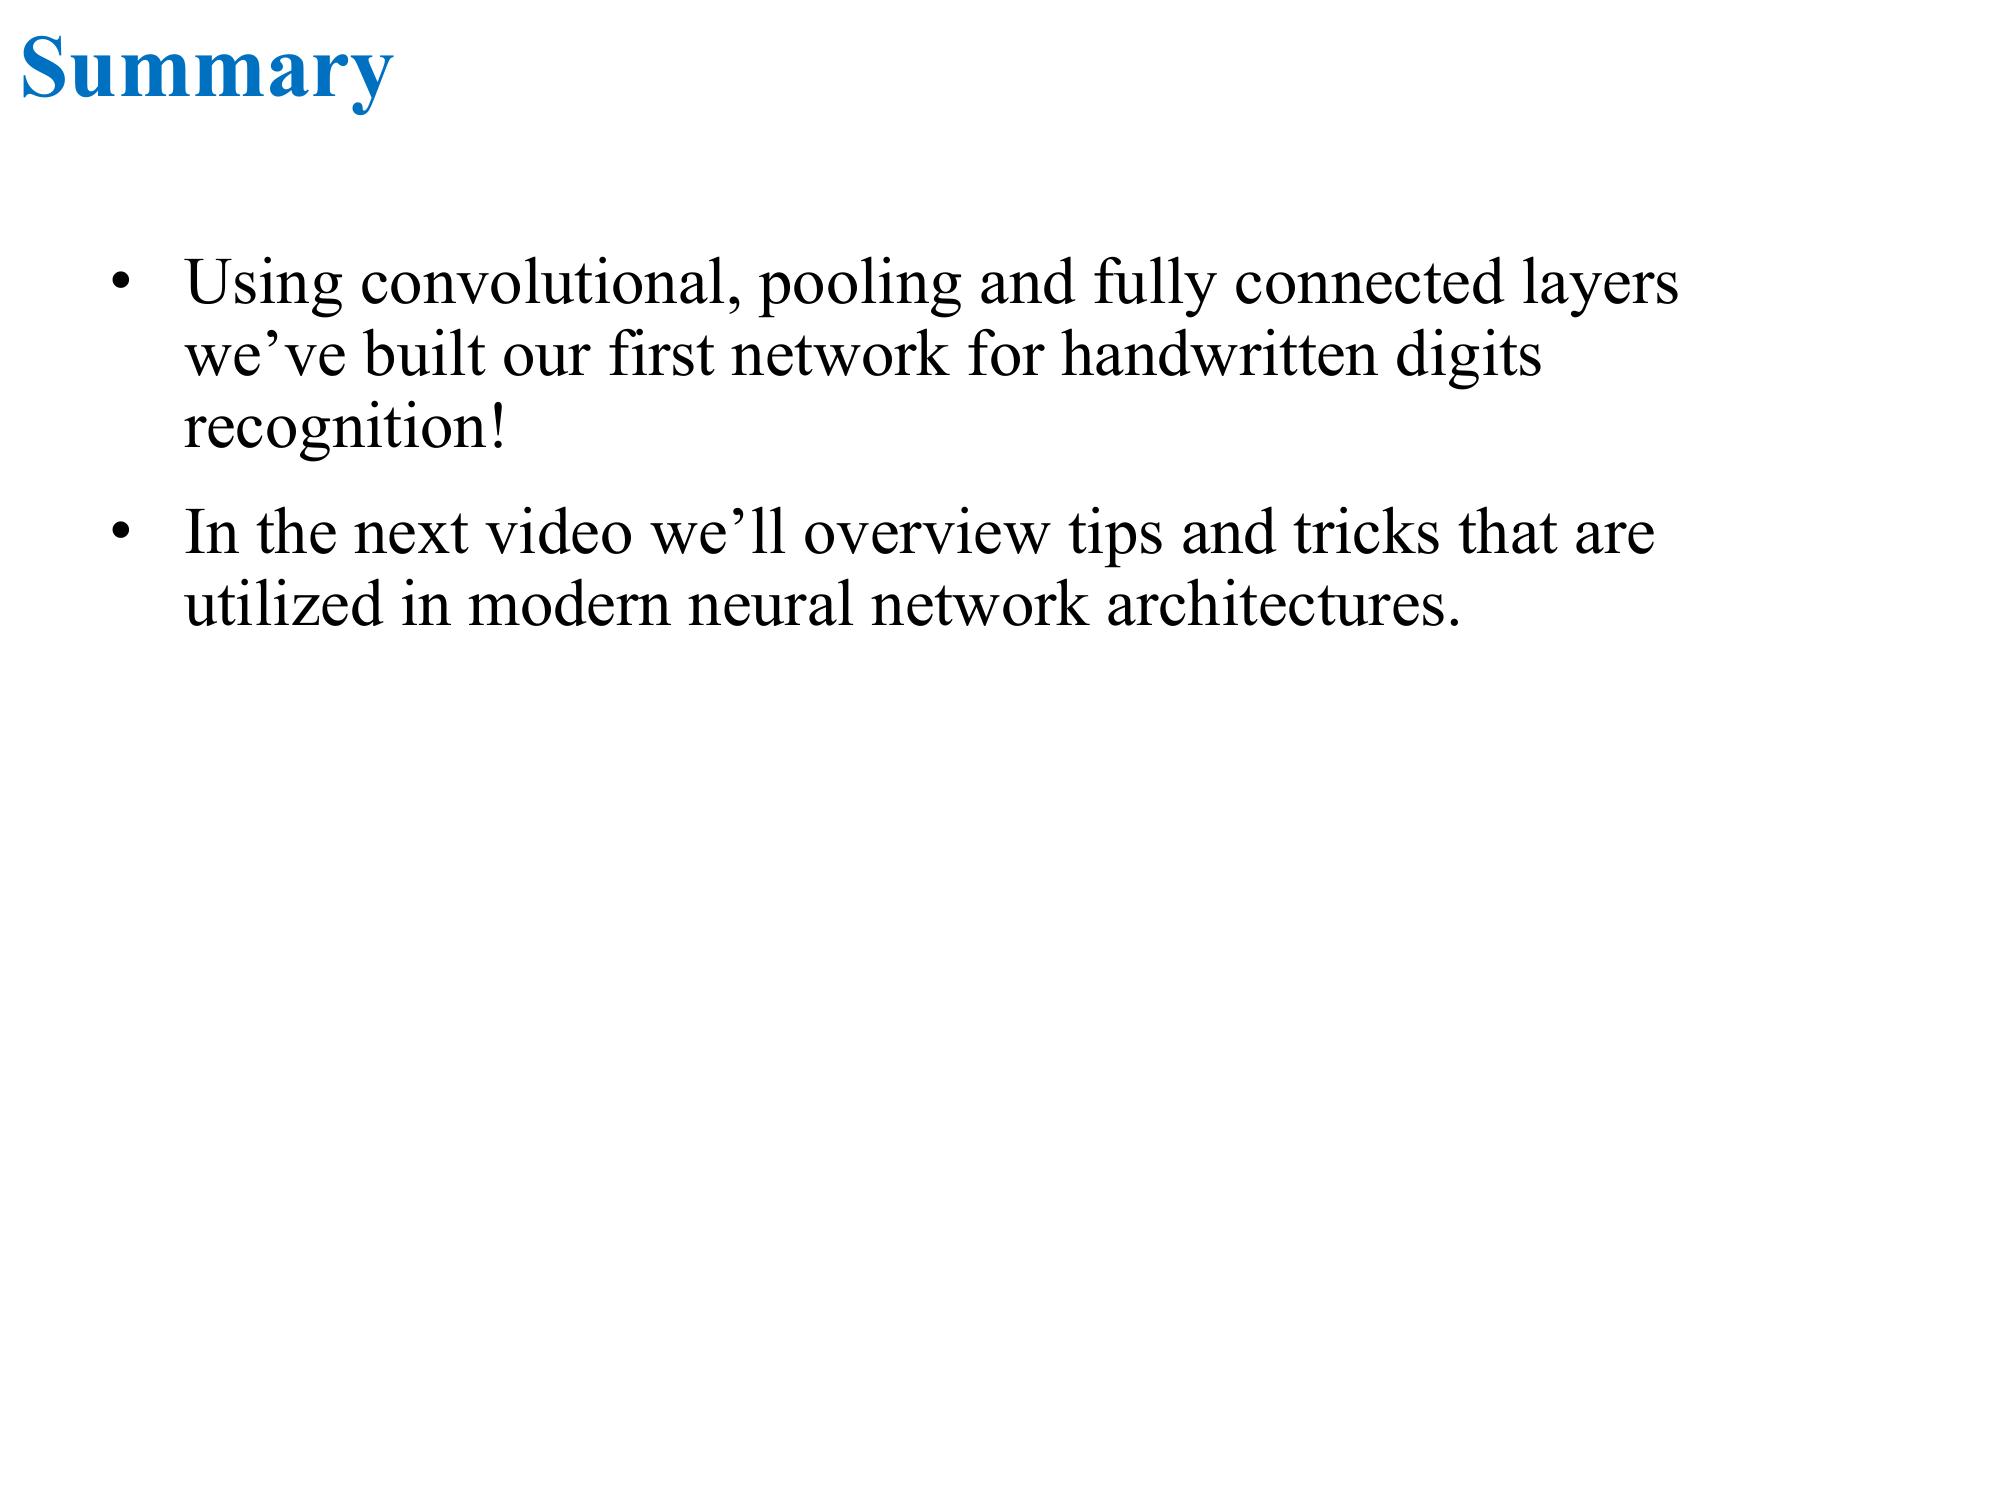 Summary
• Using convolutional, pooling and fully connected layers
we’ve built our first network for handwritten digits
recognition!
• In the next video we’ll overview tips and tricks that are
utilized in modern neural network architectures.